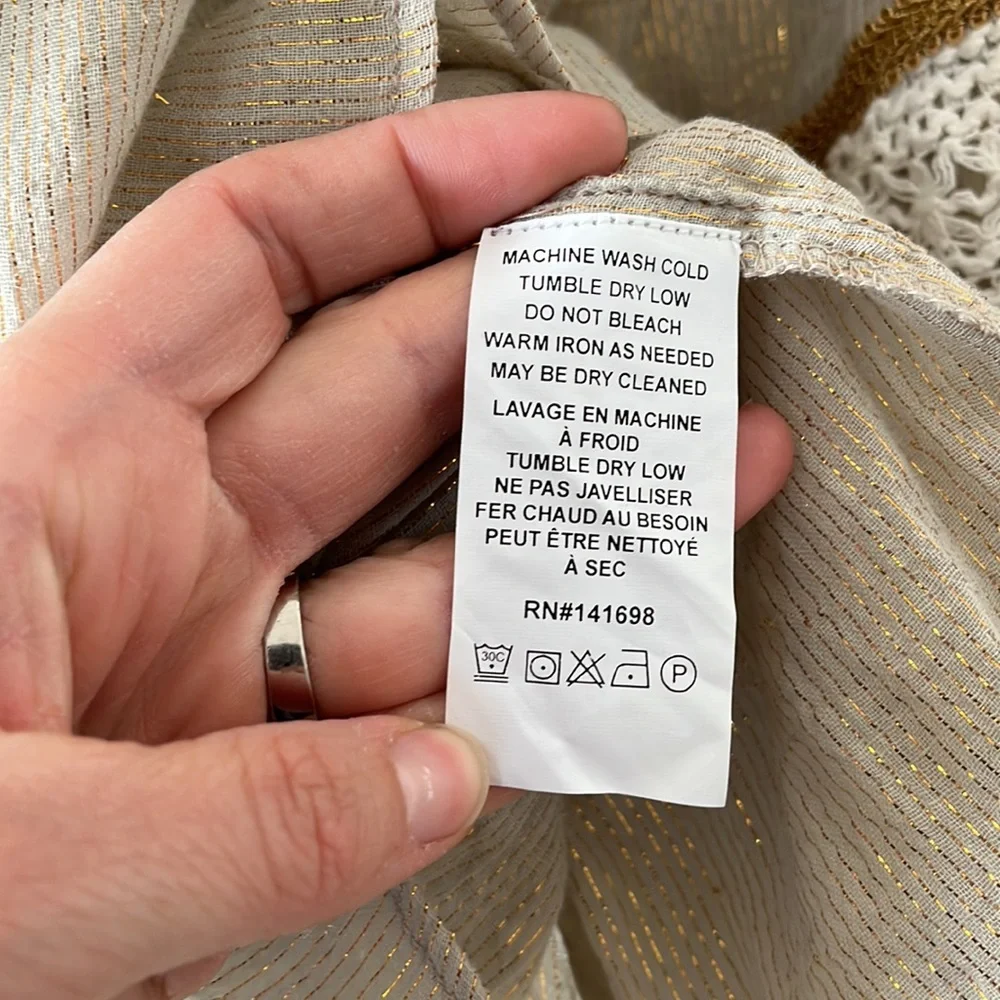 MACHINE WASH COLD
TUMBLE DRY LOW
DO NOT BLEACH
WARM IRON AS NEEDED
MAY BE DRY CLEANED
LAVAGE EN MACHINE
À FROID
TUMBLE DRY LOW
NE PAS JAVELLISER
FER CHAUD AU BESOIN
PEUT ÊTRE NETTOYÉ
À SEC
RN#141698
30C P